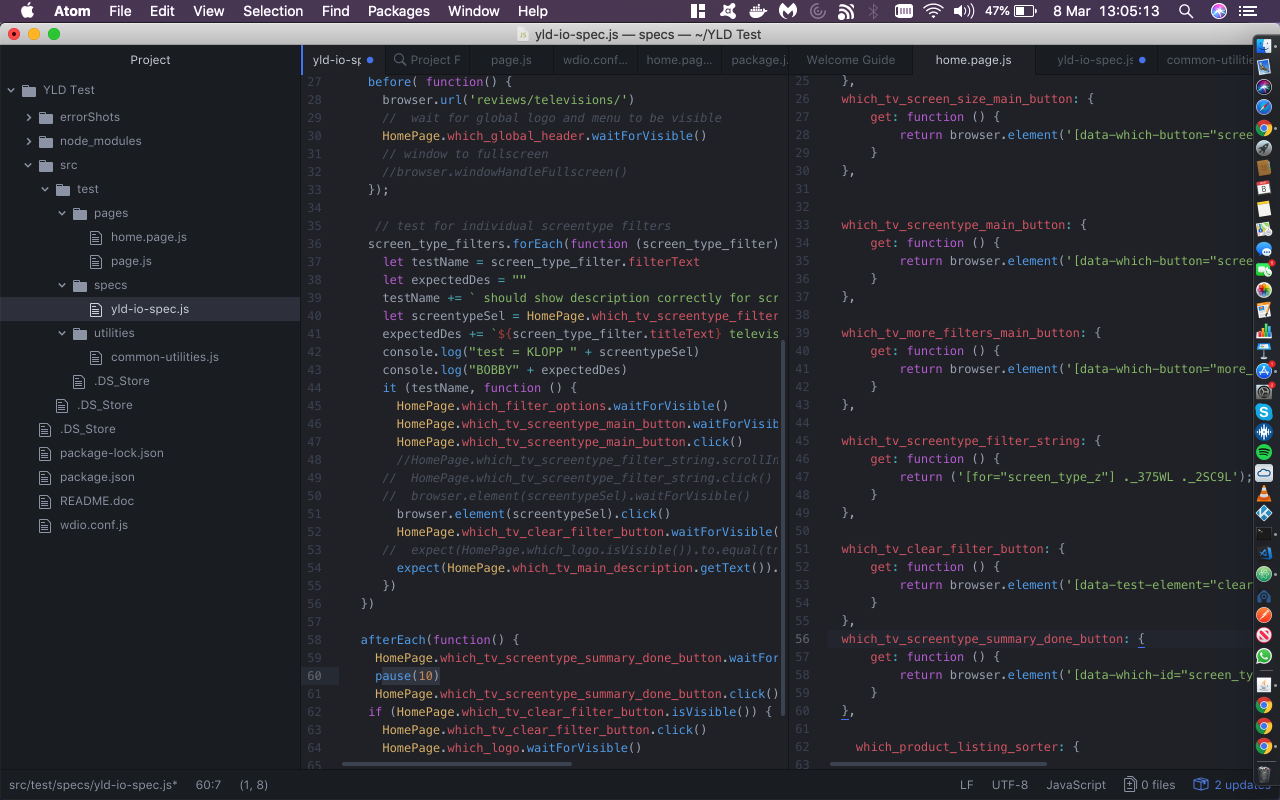 Atom File Edit View Selection Find Packages Window Help 47% 8 Mar 13:05:13
yld-io-spec.js — specs — ~/YLD Test
Project
YLD Test
errorShots
node_modules
src
test
pages
home.page.js
page.js
specs
yld-io-spec.js
utilities
common-utilities.js
.DS_Store
.DS_Store
.DS_Store
package-lock.json
package.json
README.doc
wdio.conf.js
yld-io-sp Project F page.js wdio.conf... home.pag... package.j
27 before( function() {
28 browser.url('reviews/televisions/')
29 // wait for global logo and menu to be visible
30 HomePage.which_global_header.waitForVisible()
31 // window to fullscreen
32 //browser.windowHandleFullscreen()
33 });
34
35 // test for individual screentype filters
36 screen_type_filters.forEach(function (screen_type_filter)
37 let testName = screen_type_filter.filterText
38 let expectedDes = ""
39 testName += ` should show description correctly for scr
40 let screentypeSel = HomePage.which_tv_screentype_filter
41 expectedDes += `${screen_type_filter.titleText} televis
42 console.log("test = KLOPP " + screentypeSel)
43 console.log("BOBBY" + expectedDes)
44 it (testName, function () {
45 HomePage.which_filter_options.waitForVisible()
46 HomePage.which_tv_screentype_main_button.waitForVisib
47 HomePage.which_tv_screentype_main_button.click()
48 //HomePage.which_tv_screentype_filter_string.scrollIn
49 // HomePage.which_tv_screentype_filter_string.click()
50 // browser.element(screentypeSel).waitForVisible()
51 browser.element(screentypeSel).click()
52 HomePage.which_tv_clear_filter_button.waitForVisible(
53 // expect(HomePage.which_logo.isVisible()).to.equal(tr
54 expect(HomePage.which_tv_main_description.getText()).
55 })
56 })
57
58 afterEach(function() {
59 HomePage.which_tv_screentype_summary_done_button.waitFor
60 pause(10)
61 HomePage.which_tv_screentype_summary_done_button.click()
62 if (HomePage.which_tv_clear_filter_button.isVisible()) {
63 HomePage.which_tv_clear_filter_button.click()
64 HomePage.which_logo.waitForVisible()
65
Welcome Guide home.page.js yld-io-spec.js common-utilitie
25 },
26 which_tv_screen_size_main_button: {
27 get: function () {
28 return browser.element('[data-which-button="scree
29 }
30 },
31
32
33 which_tv_screentype_main_button: {
34 get: function () {
35 return browser.element('[data-which-button="scree
36 }
37 },
38
39 which_tv_more_filters_main_button: {
40 get: function () {
41 return browser.element('[data-which-button="more_
42 }
43 },
44
45 which_tv_screentype_filter_string: {
46 get: function () {
47 return ('[for="screen_type_z"] ._375WL ._2SC9L');
48 }
49 },
50
51 which_tv_clear_filter_button: {
52 get: function () {
53 return browser.element('[data-test-element="clear
54 }
55 },
56 which_tv_screentype_summary_done_button: {
57 get: function () {
58 return browser.element('[data-which-id="screen_ty
59 }
60 },
61
62 which_product_listing_sorter: {
63
src/test/specs/yld-io-spec.js* 60:7 (1, 8) LF UTF-8 JavaScript 0 files 2 updates